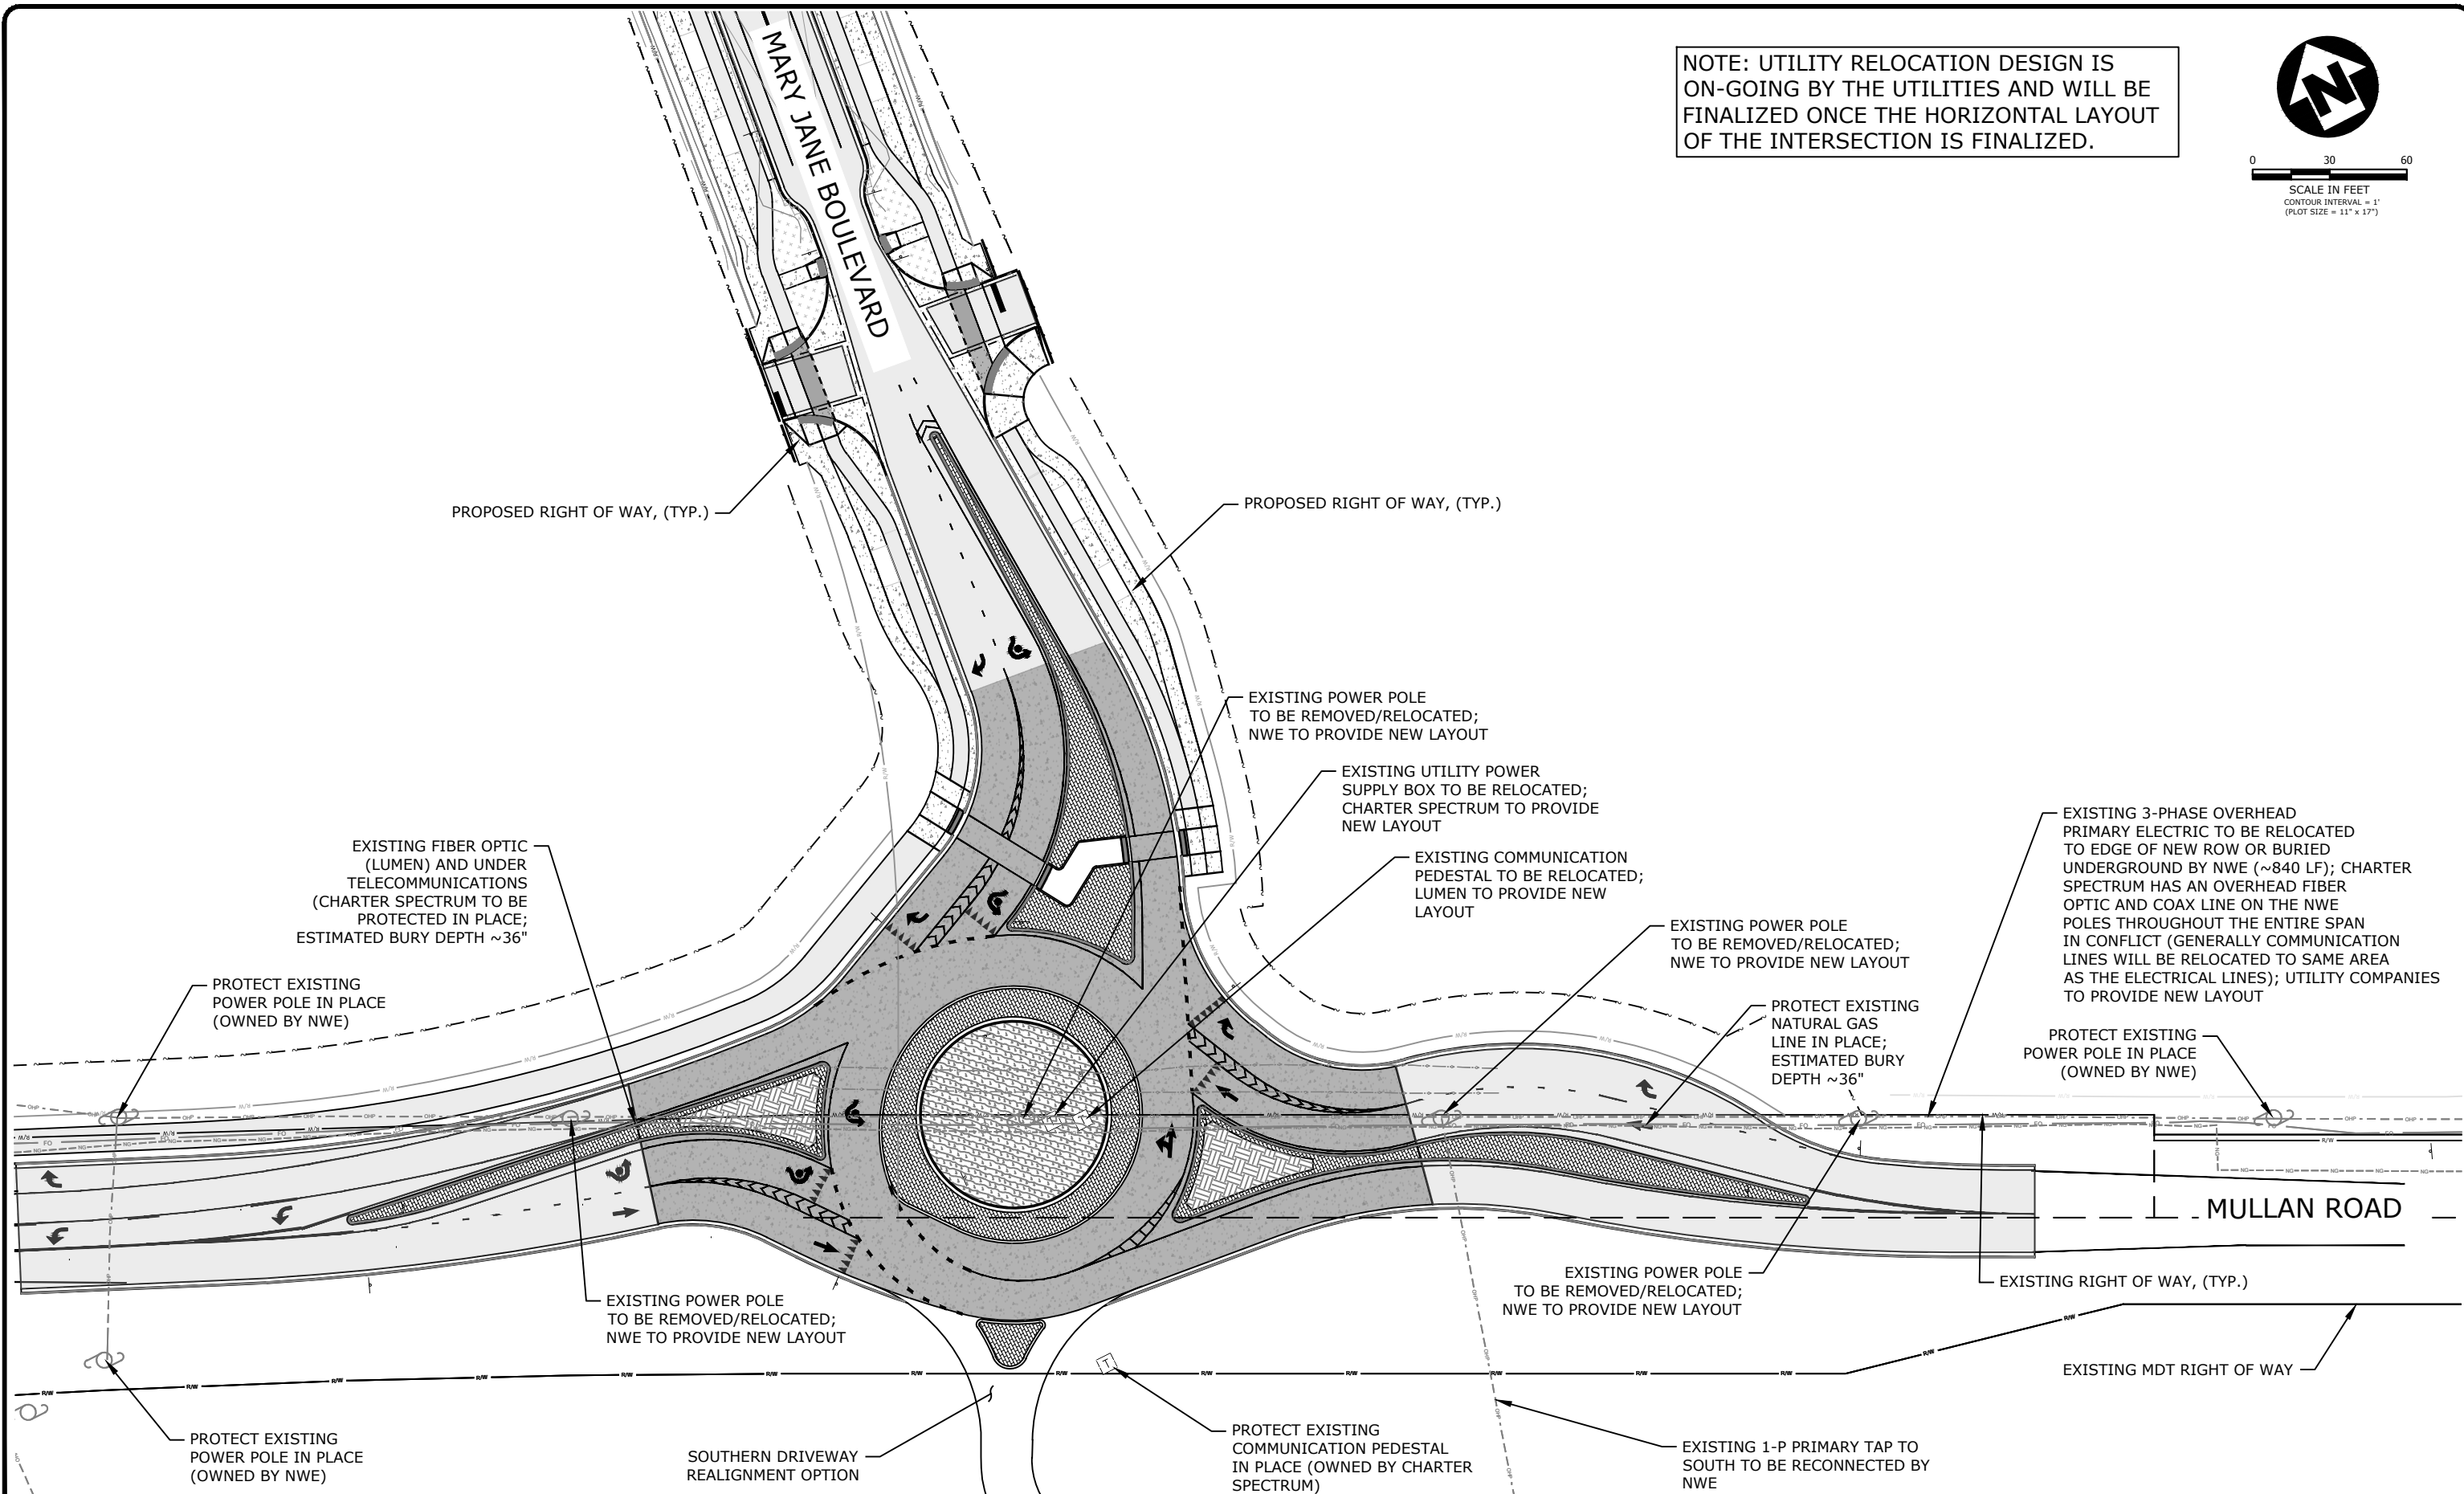 MARY JANE BOULEVARD
NOTE: UTILITY RELOCATION DESIGN IS
ON-GOING BY THE UTILITIES AND WILL BE
FINALIZED ONCE THE HORIZONTAL LAYOUT
OF THE INTERSECTION IS FINALIZED.
N
0 30 60
SCALE IN FEET
CONTOUR INTERVAL = 1'
(PLOT SIZE = 11" x 17")
PROPOSED RIGHT OF WAY, (TYP.)
PROPOSED RIGHT OF WAY, (TYP.)
EXISTING POWER POLE
TO BE REMOVED/RELOCATED;
NWE TO PROVIDE NEW LAYOUT
EXISTING UTILITY POWER
SUPPLY BOX TO BE RELOCATED;
CHARTER SPECTRUM TO PROVIDE
NEW LAYOUT
EXISTING COMMUNICATION
PEDESTAL TO BE RELOCATED;
LUMEN TO PROVIDE NEW
LAYOUT
EXISTING POWER POLE
TO BE REMOVED/RELOCATED;
NWE TO PROVIDE NEW LAYOUT
EXISTING 3-PHASE OVERHEAD
PRIMARY ELECTRIC TO BE RELOCATED
TO EDGE OF NEW ROW OR BURIED
UNDERGROUND BY NWE (~840 LF); CHARTER
SPECTRUM HAS AN OVERHEAD FIBER
OPTIC AND COAX LINE ON THE NWE
POLES THROUGHOUT THE ENTIRE SPAN
IN CONFLICT (GENERALLY COMMUNICATION
LINES WILL BE RELOCATED TO SAME AREA
AS THE ELECTRICAL LINES); UTILITY COMPANIES
TO PROVIDE NEW LAYOUT
EXISTING FIBER OPTIC
(LUMEN) AND UNDER
TELECOMMUNICATIONS
(CHARTER SPECTRUM TO BE
PROTECTED IN PLACE;
ESTIMATED BURY DEPTH ~36"
PROTECT EXISTING
POWER POLE IN PLACE
(OWNED BY NWE)
PROTECT EXISTING
NATURAL GAS
LINE IN PLACE;
ESTIMATED BURY
DEPTH ~36"
PROTECT EXISTING
POWER POLE IN PLACE
(OWNED BY NWE)
MULLAN ROAD
EXISTING POWER POLE
TO BE REMOVED/RELOCATED;
NWE TO PROVIDE NEW LAYOUT
EXISTING POWER POLE
TO BE REMOVED/RELOCATED;
NWE TO PROVIDE NEW LAYOUT
EXISTING RIGHT OF WAY, (TYP.)
EXISTING MDT RIGHT OF WAY
PROTECT EXISTING
POWER POLE IN PLACE
(OWNED BY NWE)
SOUTHERN DRIVEWAY
REALIGNMENT OPTION
PROTECT EXISTING
COMMUNICATION PEDESTAL
IN PLACE (OWNED BY CHARTER
SPECTRUM)
EXISTING 1-P PRIMARY TAP TO
SOUTH TO BE RECONNECTED BY
NWE